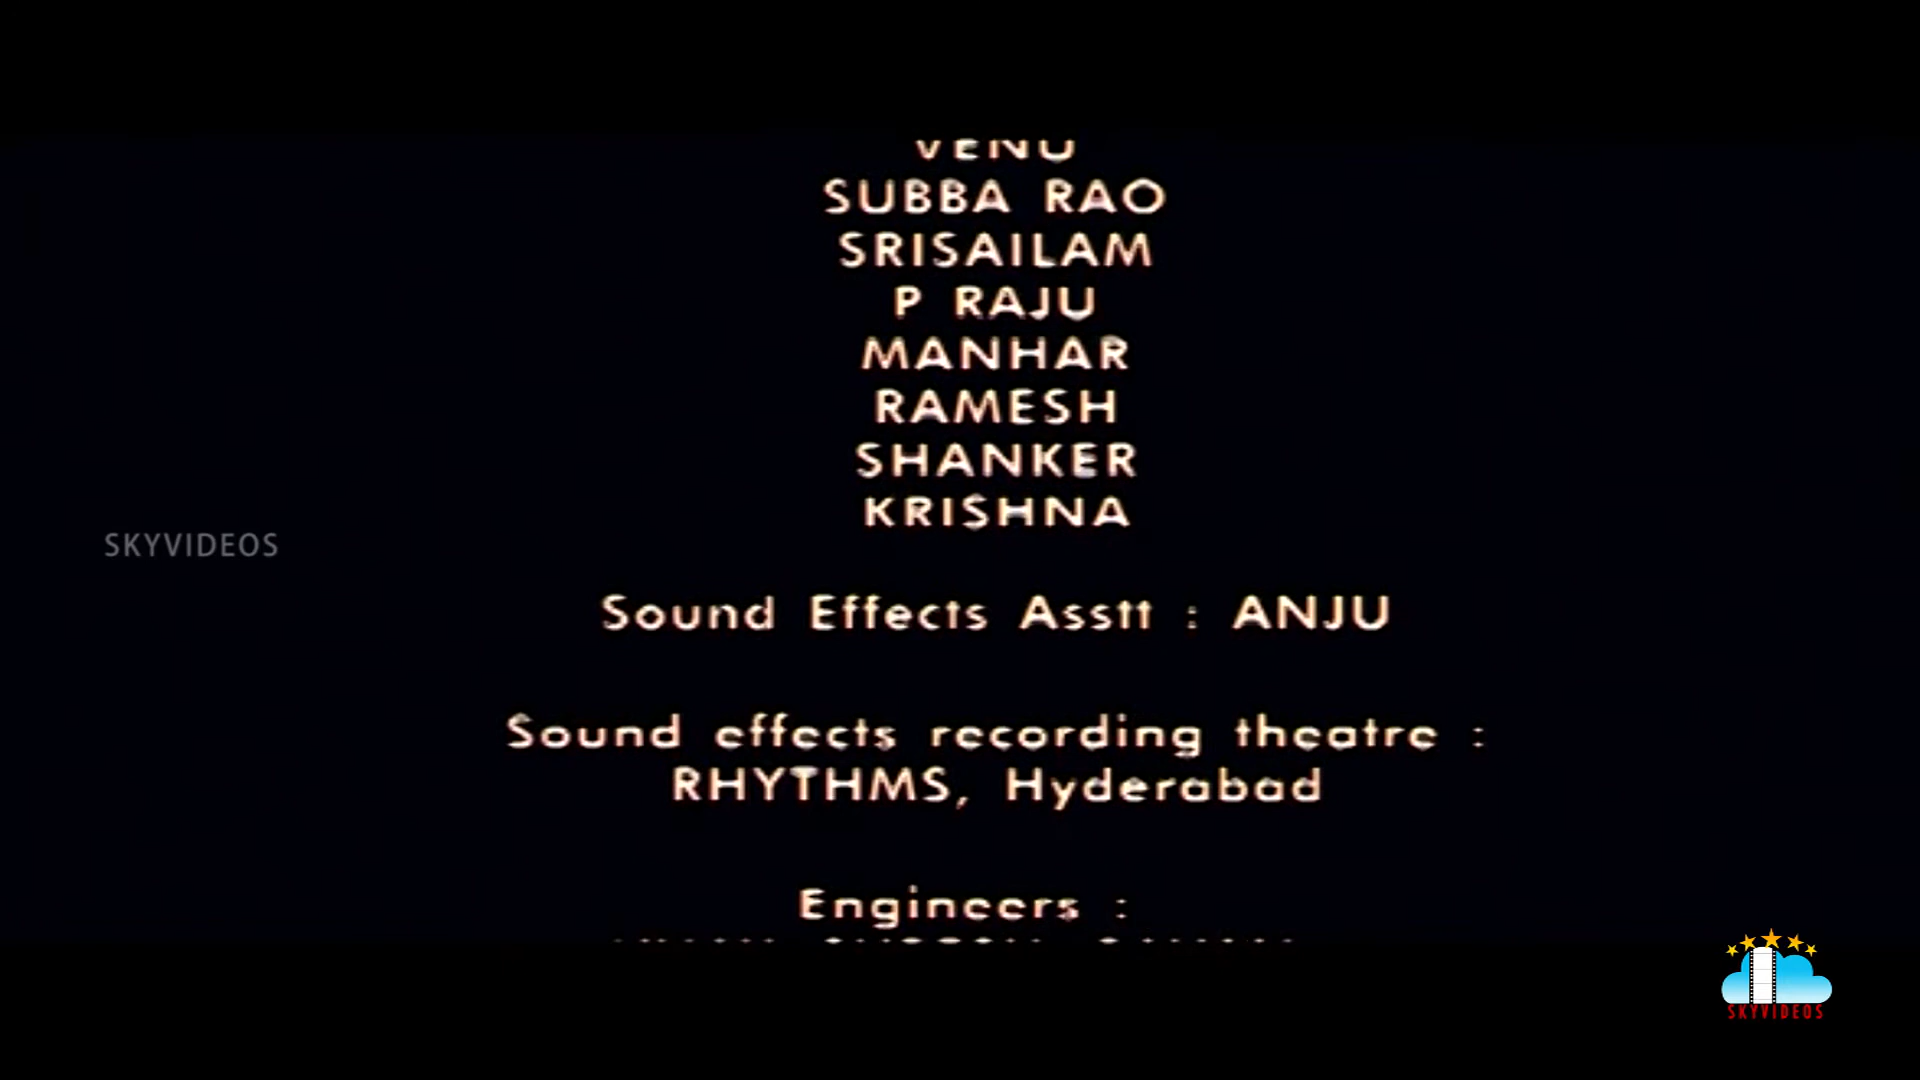 VENU
SUBBA RAO
SRISAILAM
P RAJU
MANHAR
RAMESH
SHANKER
KRISHNA
SKYVIDEOS
Sound Effects Asstt : ANJU
Sound effects recording theatre :
RHYTHMS, Hyderabad
Engineers :
SKYVIDEOS